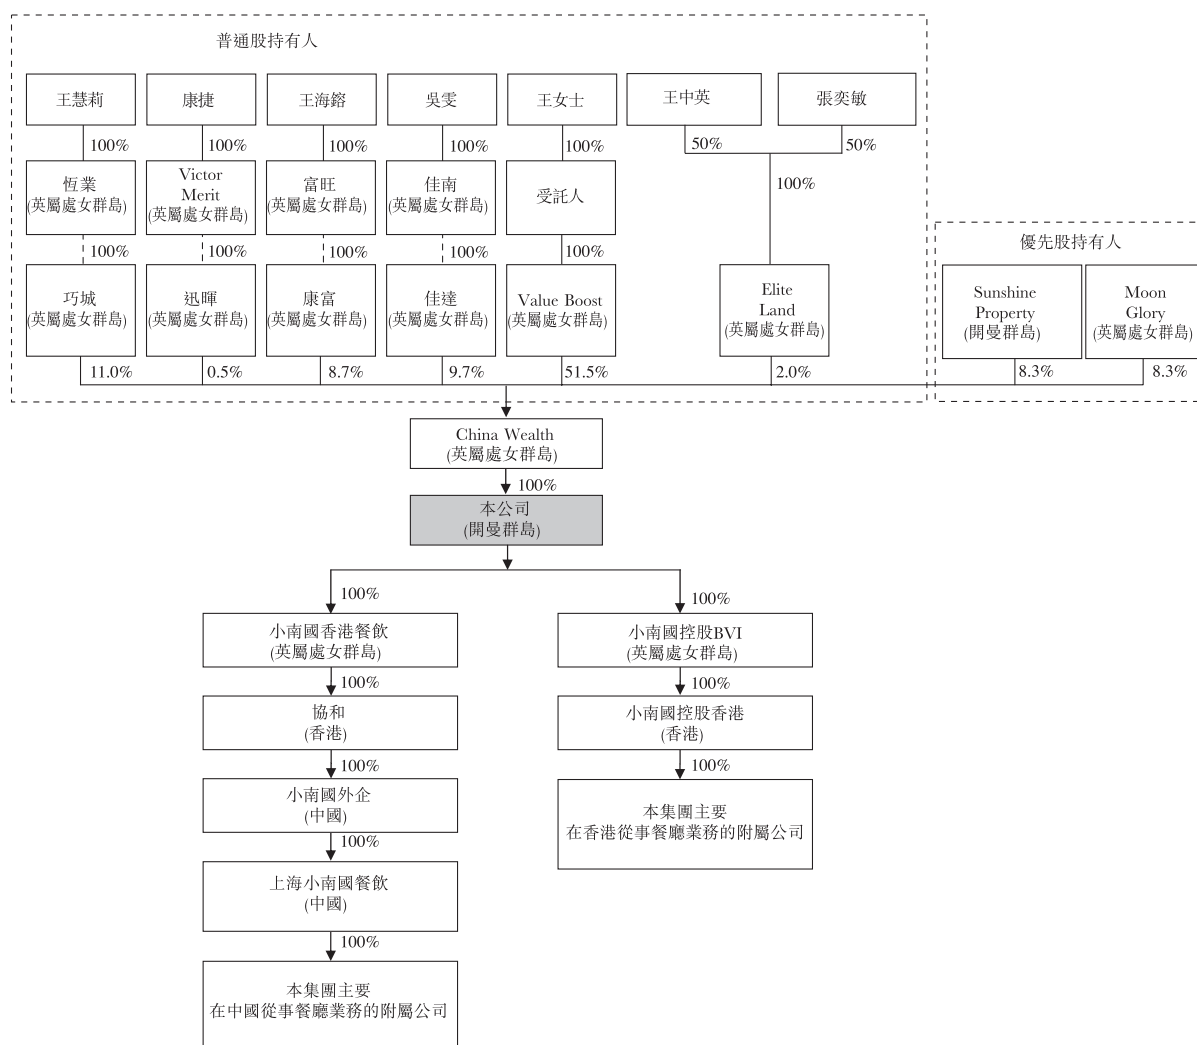 普通股持有人
王慧莉
康捷
王海鎔
吳雯
王女士
王中英
張奕敏
100%
100%
100%
100%
100%
50%
50%
恆業
(英屬處女群島)
Victor
Merit
(英屬處女群島)
富旺
(英屬處女群島)
佳南
(英屬處女群島)
受託人
100%
100%
100%
100%
100%
100%
優先股持有人
巧城
(英屬處女群島)
迅暉
(英屬處女群島)
康富
(英屬處女群島)
佳達
(英屬處女群島)
Value Boost
(英屬處女群島)
Elite
Land
(英屬處女群島)
Sunshine
Property
(開曼群島)
Moon
Glory
(英屬處女群島)
11.0%
0.5%
8.7%
9.7%
51.5%
2.0%
8.3%
8.3%
China Wealth
(英屬處女群島)
100%
本公司
(開曼群島)
100%
100%
小南國香港餐飲
(英屬處女群島)
小南國控股BVI
(英屬處女群島)
100%
100%
協和
(香港)
小南國控股香港
(香港)
100%
100%
小南國外企
(中國)
本集團主要
在香港從事餐廳業務的附屬公司
100%
上海小南國餐飲
(中國)
100%
本集團主要
在中國從事餐廳業務的附屬公司